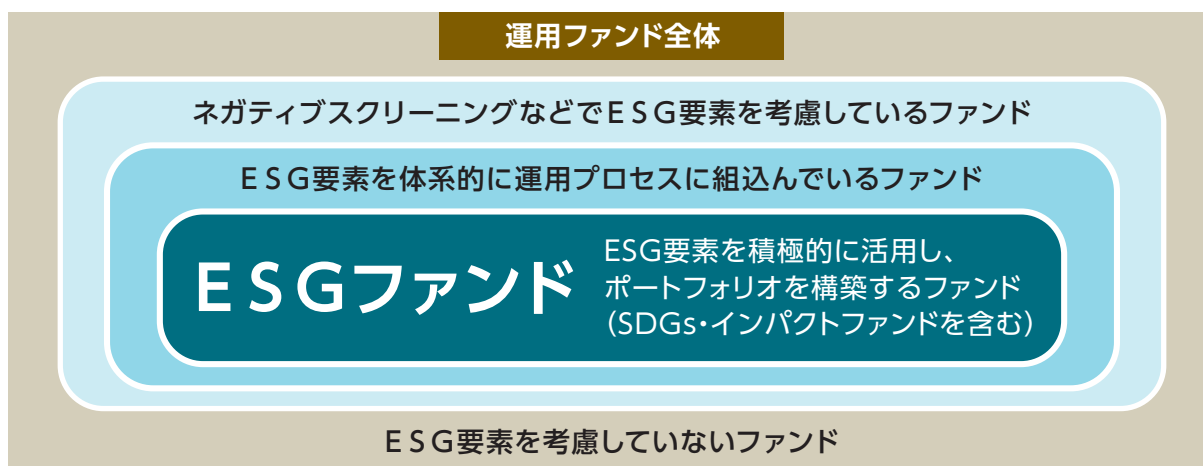 運用ファンド全体
ネガティブスクリーニングなどでESG要素を考慮しているファンド
ESG要素を体系的に運用プロセスに組込んでいるファンド
ESGファンド
ESG要素を積極的に活用し、
ポートフォリオを構築するファンド
(SDGs・インパクトファンドを含む)
ESG要素を考慮していないファンド